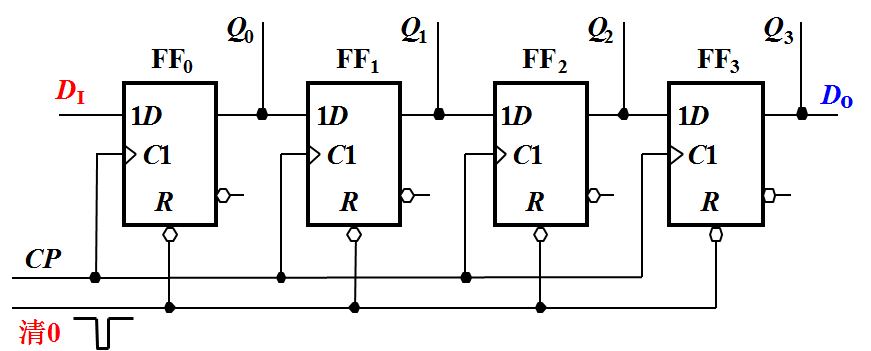 Q0 Q1 Q2 Q3
FF0 FF1 FF2 FF3
DI DO
1D 1D 1D 1D
C1 C1 C1 C1
R R R R
CP
清0